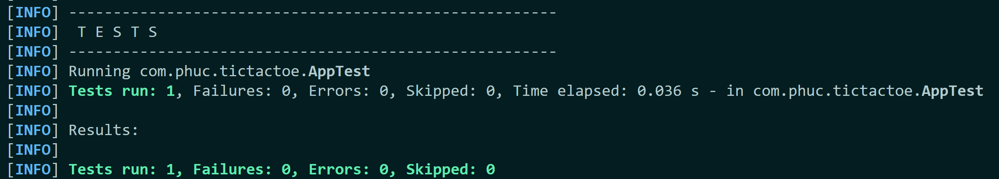 [INFO] -------------------------------------------------------
[INFO]  T E S T S
[INFO] -------------------------------------------------------
[INFO] Running com.phuc.tictactoe.AppTest
[INFO] Tests run: 1, Failures: 0, Errors: 0, Skipped: 0, Time elapsed: 0.036 s - in com.phuc.tictactoe.AppTest
[INFO]
[INFO] Results:
[INFO]
[INFO] Tests run: 1, Failures: 0, Errors: 0, Skipped: 0